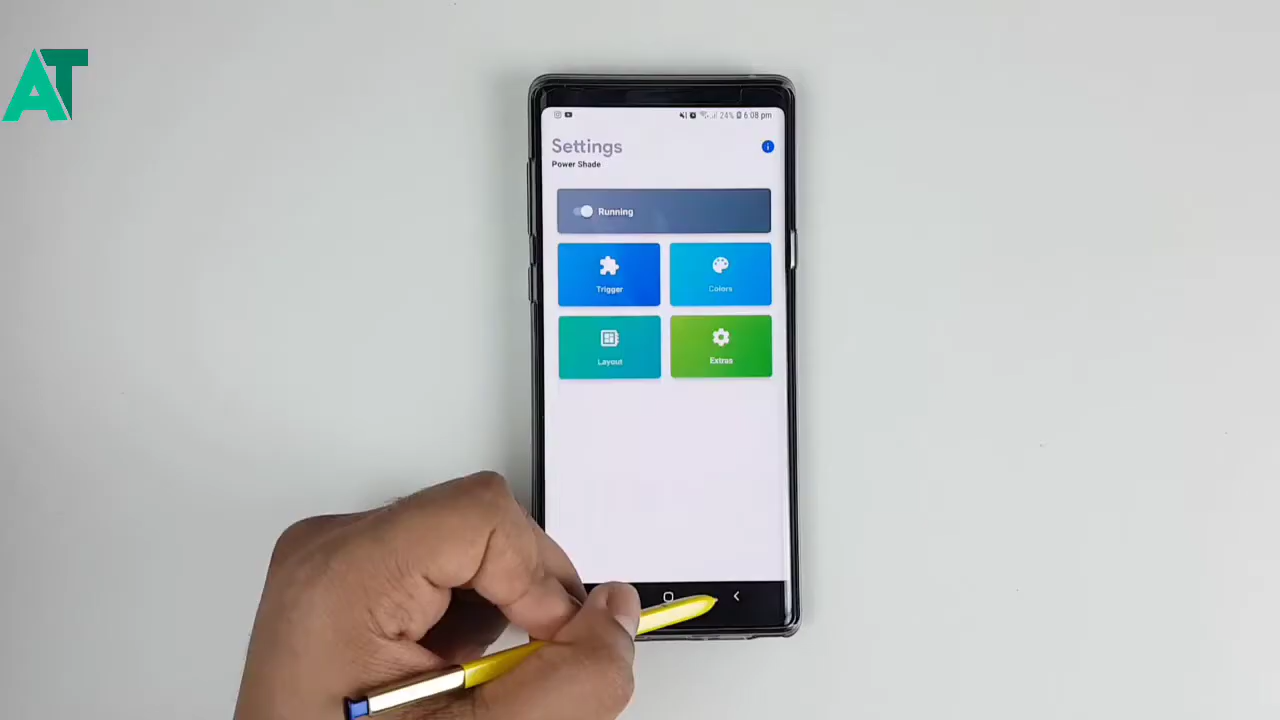 AT
24% 6:08 pm
Settings
Power Shade
Running
Trigger
Colors
Layout
Extras